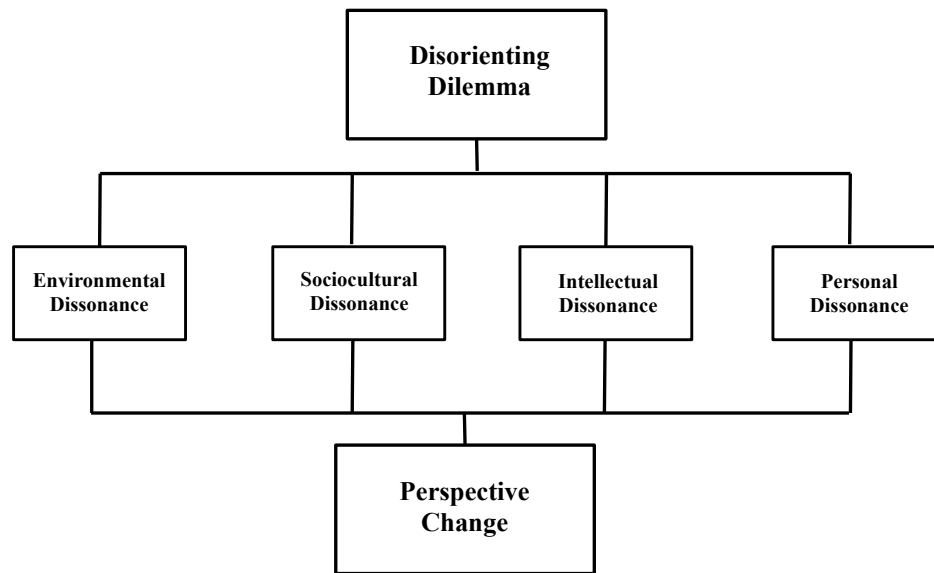 Disorienting
Dilemma
Environmental
Dissonance
Sociocultural
Dissonance
Intellectual
Dissonance
Personal
Dissonance
Perspective
Change